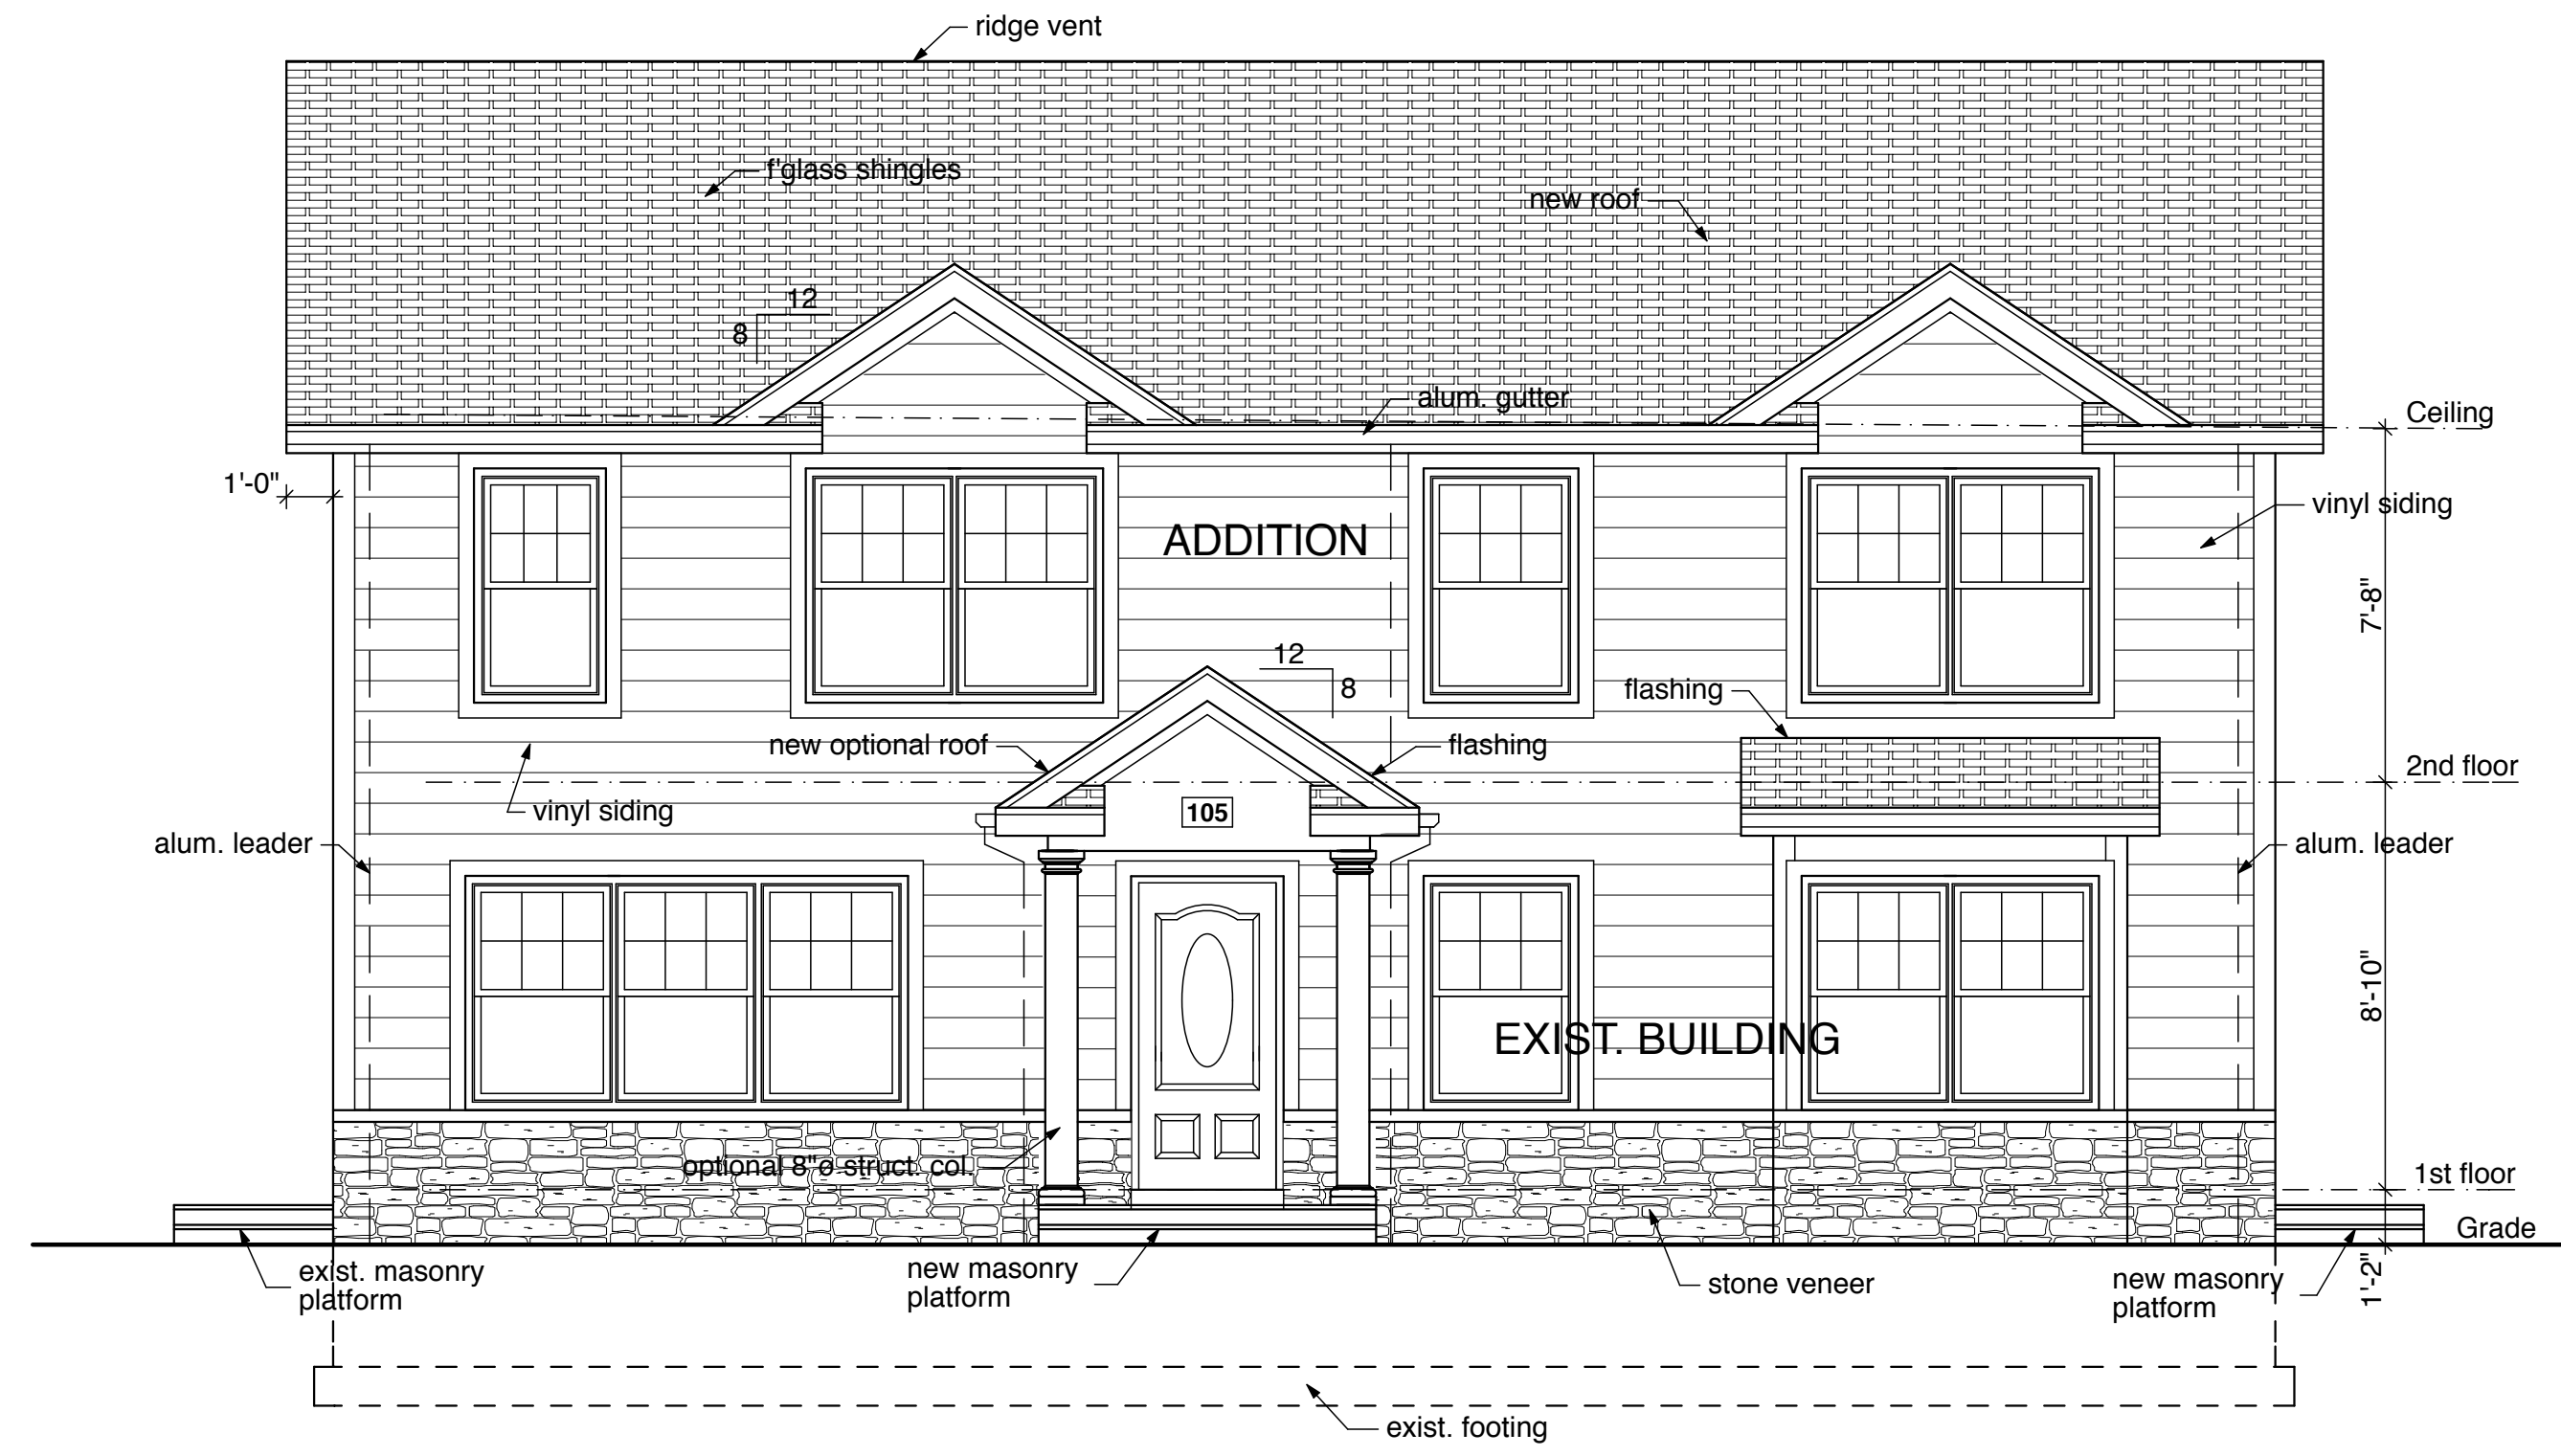 ridge vent
f'glass shingles
new roof
12
8
alum. gutter
Ceiling
1'-0"
vinyl siding
ADDITION
7'-8"
12
8
flashing
new optional roof
flashing
2nd floor
vinyl siding
105
alum. leader
alum. leader
8'-10"
EXIST. BUILDING
optional 8"ø struct. col.
1st floor
Grade
exist. masonry
platform
new masonry
platform
stone veneer
new masonry
platform
1'-2"
exist. footing